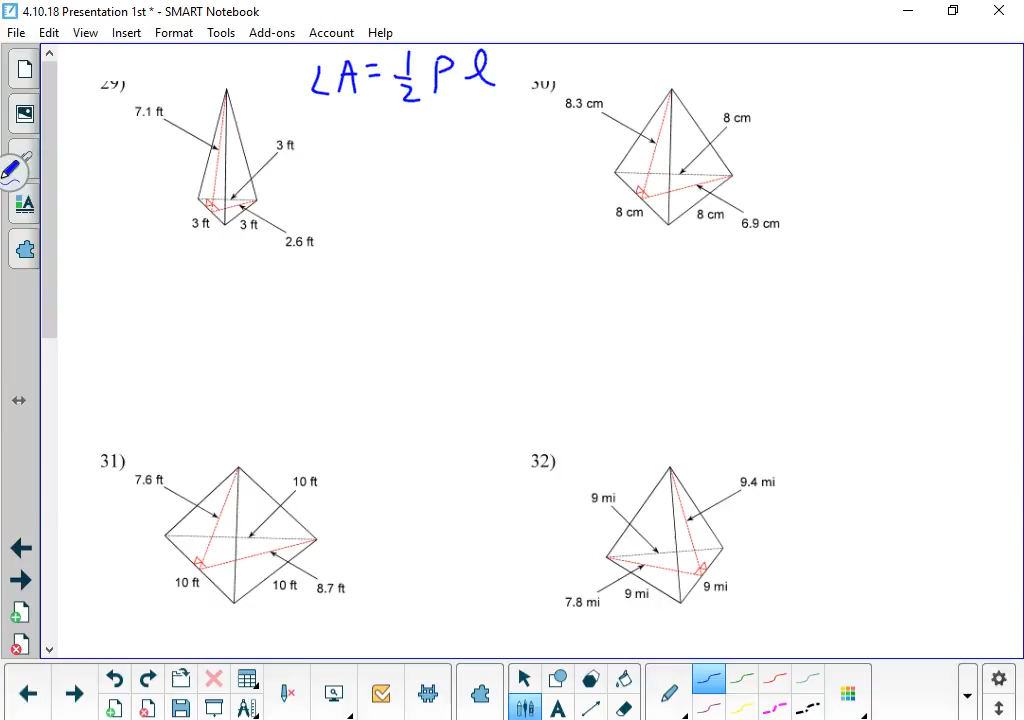 4.10.18 Presentation 1st * - SMART Notebook
File Edit View Insert Format Tools Add-ons Account Help
LA = 1/2 P l
29)
7.1 ft
3 ft
3 ft
3 ft
2.6 ft
30)
8.3 cm
8 cm
8 cm
8 cm
6.9 cm
31)
7.6 ft
10 ft
10 ft
10 ft
8.7 ft
32)
9 mi
9.4 mi
7.8 mi
9 mi
9 mi